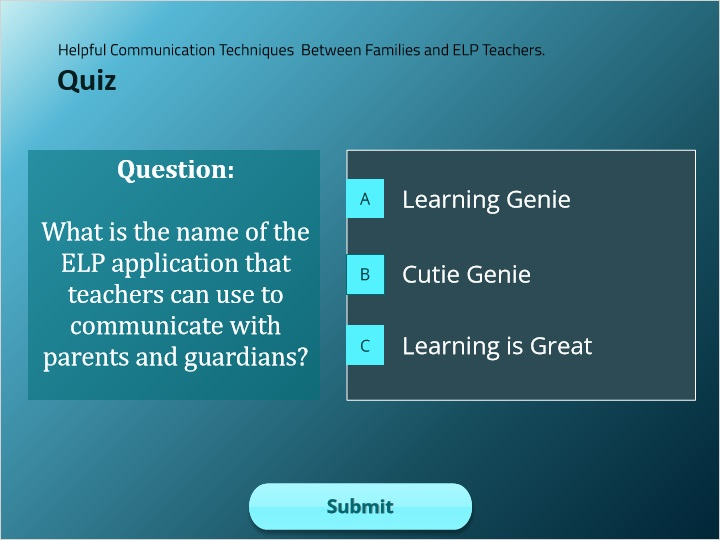 Helpful Communication Techniques  Between Families and ELP Teachers.
Quiz
Question:
What is the name of the
ELP application that
teachers can use to
communicate with
parents and guardians?
A Learning Genie
B Cutie Genie
C Learning is Great
Submit